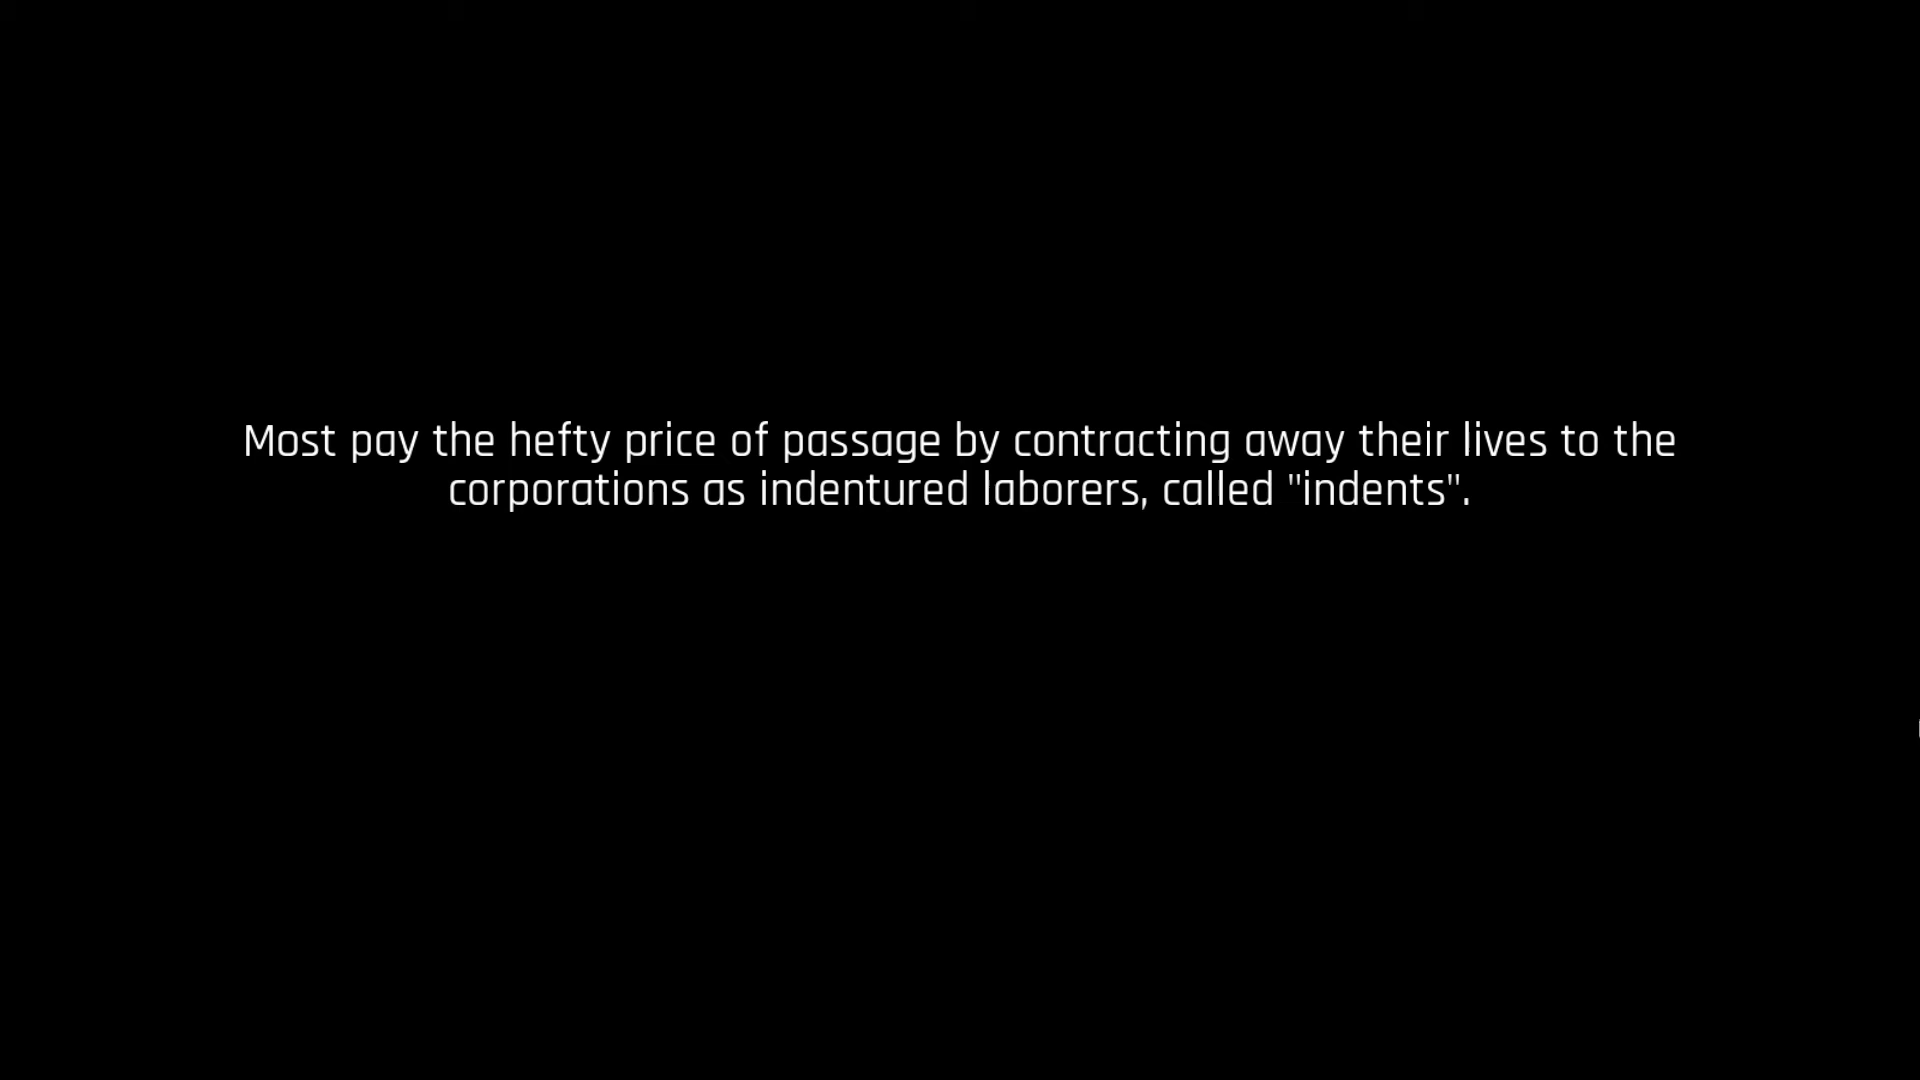 Most pay the hefty price of passage by contracting away their lives to the
corporations as indentured laborers, called "indents".